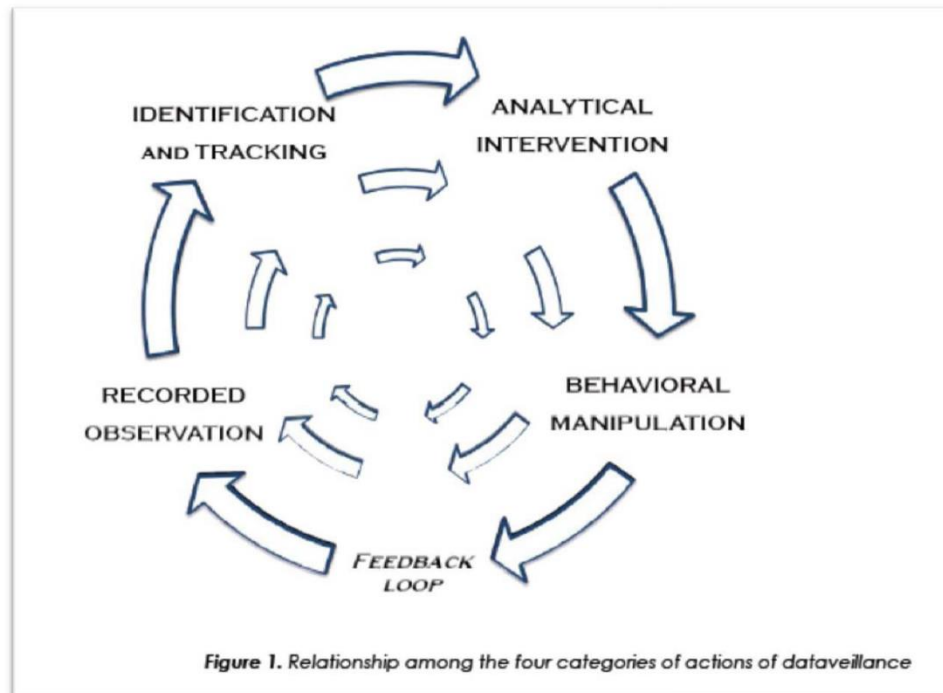 IDENTIFICATION
AND TRACKING
ANALYTICAL
INTERVENTION
RECORDED
OBSERVATION
BEHAVIORAL
MANIPULATION
FEEDBACK
LOOP
Figure 1. Relationship among the four categories of actions of dataveillance